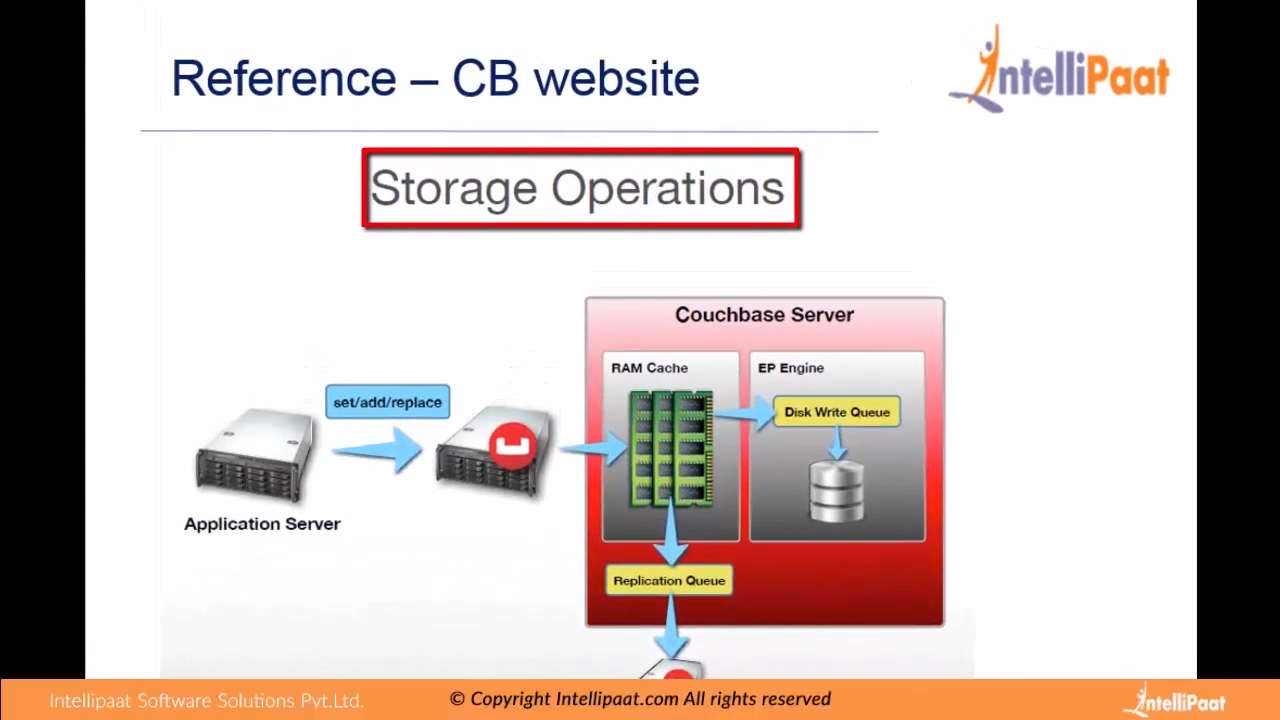 Reference – CB website
IntelliPaat
Storage Operations
Couchbase Server
RAM Cache
EP Engine
set/add/replace
Disk Write Queue
Application Server
Replication Queue
Intellipaat Software Solutions Pvt.Ltd.
© Copyright Intellipaat.com All rights reserved
IntelliPaat